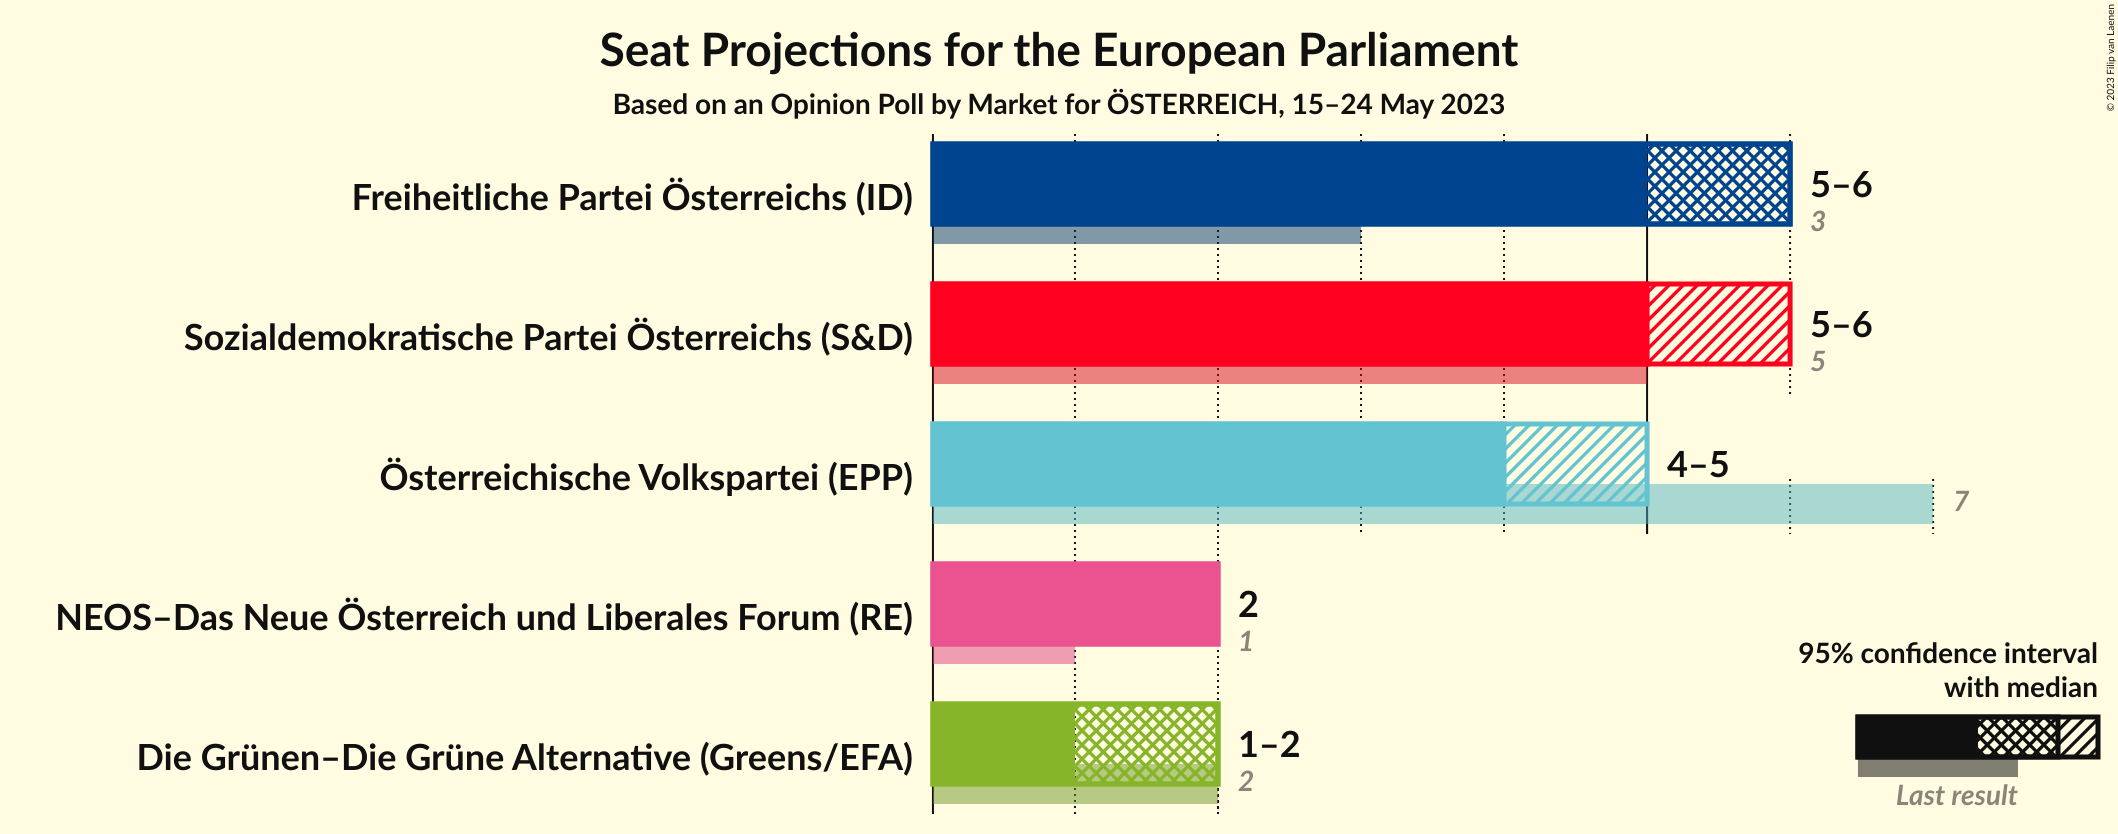 Seat Projections for the European Parliament
Based on an Opinion Poll by Market for ÖSTERREICH, 15–24 May 2023
© 2023 Filip van Laenen
Freiheitliche Partei Österreichs (ID)
5–6
3
Sozialdemokratische Partei Österreichs (S&D)
5–6
5
Österreichische Volkspartei (EPP)
4–5
7
NEOS–Das Neue Österreich und Liberales Forum (RE)
2
1
Die Grünen–Die Grüne Alternative (Greens/EFA)
1–2
2
95% confidence interval
with median
Last result